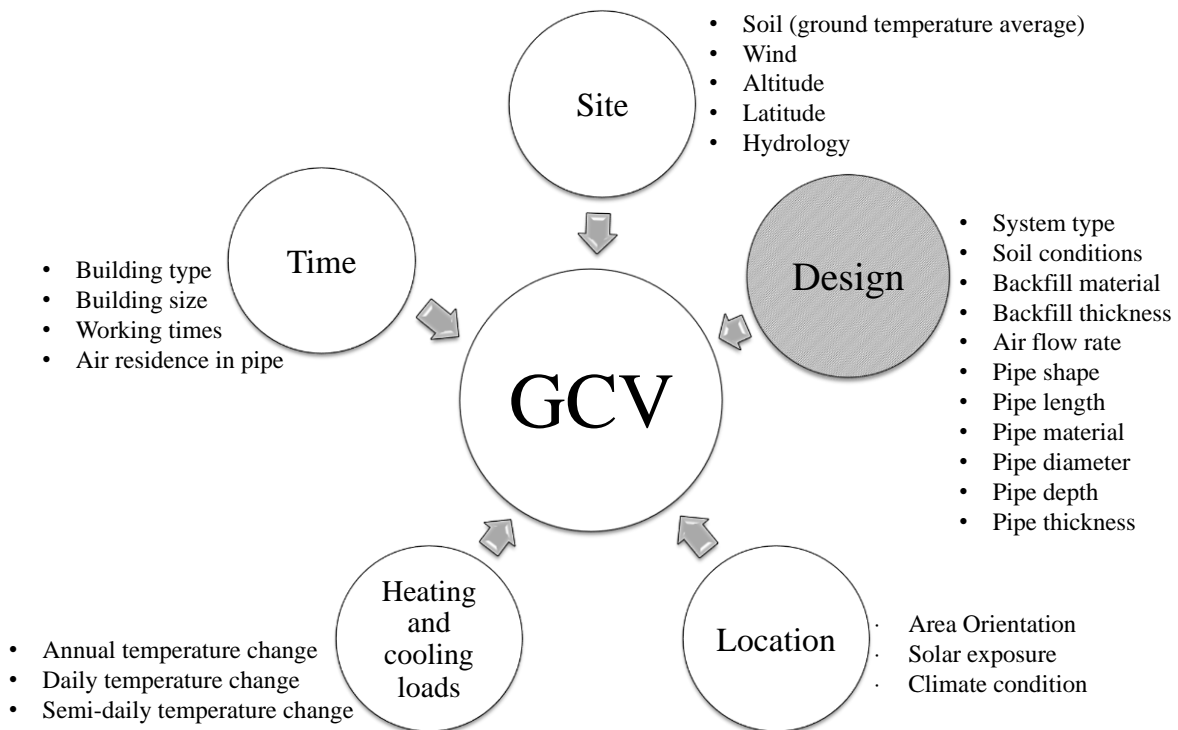 Site
• Soil (ground temperature average)
• Wind
• Altitude
• Latitude
• Hydrology
Time
• Building type
• Building size
• Working times
• Air residence in pipe
Design
• System type
• Soil conditions
• Backfill material
• Backfill thickness
• Air flow rate
• Pipe shape
• Pipe length
• Pipe material
• Pipe diameter
• Pipe depth
• Pipe thickness
GCV
Heating
and
cooling
loads
• Annual temperature change
• Daily temperature change
• Semi-daily temperature change
Location
· Area Orientation
· Solar exposure
· Climate condition